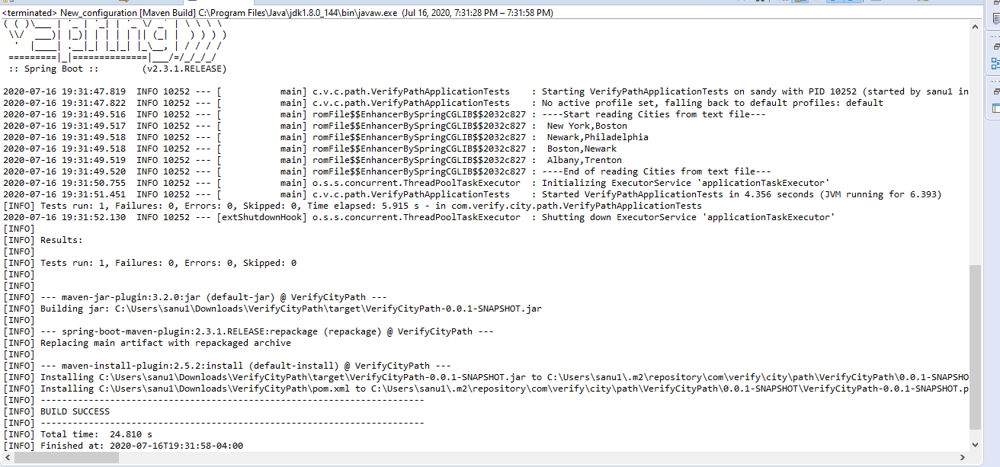 <terminated> New_configuration [Maven Build] C:\Program Files\Java\jdk1.8.0_144\bin\javaw.exe (Jul 16, 2020, 7:31:28 PM – 7:31:58 PM)
( ( )\___ | '_ | '_| | '_ \/ _` | \ \ \ \
 \\/  ___)| |_)| | | | | || (_| |  ) ) ) )
  '  |____| .__|_| |_|_| |_\__, | / / / /
 =========|_|==============|___/=/_/_/_/
 :: Spring Boot ::        (v2.3.1.RELEASE)
2020-07-16 19:31:47.819  INFO 10252 --- [           main] c.v.c.path.VerifyPathApplicationTests    : Starting VerifyPathApplicationTests on sandy with PID 10252 (started by sanu1 in
2020-07-16 19:31:47.822  INFO 10252 --- [           main] c.v.c.path.VerifyPathApplicationTests    : No active profile set, falling back to default profiles: default
2020-07-16 19:31:49.516  INFO 10252 --- [           main] romFile$$EnhancerBySpringCGLIB$$2032c827 : ----Start reading Cities from text file---
2020-07-16 19:31:49.517  INFO 10252 --- [           main] romFile$$EnhancerBySpringCGLIB$$2032c827 :  New York,Boston
2020-07-16 19:31:49.518  INFO 10252 --- [           main] romFile$$EnhancerBySpringCGLIB$$2032c827 :  Newark,Philadelphia
2020-07-16 19:31:49.518  INFO 10252 --- [           main] romFile$$EnhancerBySpringCGLIB$$2032c827 :  Boston,Newark
2020-07-16 19:31:49.519  INFO 10252 --- [           main] romFile$$EnhancerBySpringCGLIB$$2032c827 :  Albany,Trenton
2020-07-16 19:31:49.520  INFO 10252 --- [           main] romFile$$EnhancerBySpringCGLIB$$2032c827 : ----End of reading Cities from text file---
2020-07-16 19:31:50.755  INFO 10252 --- [           main] o.s.s.concurrent.ThreadPoolTaskExecutor  : Initializing ExecutorService 'applicationTaskExecutor'
2020-07-16 19:31:51.451  INFO 10252 --- [           main] c.v.c.path.VerifyPathApplicationTests    : Started VerifyPathApplicationTests in 4.356 seconds (JVM running for 6.393)
[INFO] Tests run: 1, Failures: 0, Errors: 0, Skipped: 0, Time elapsed: 5.915 s - in com.verify.city.path.VerifyPathApplicationTests
2020-07-16 19:31:52.130  INFO 10252 --- [extShutdownHook] o.s.s.concurrent.ThreadPoolTaskExecutor  : Shutting down ExecutorService 'applicationTaskExecutor'
[INFO]
[INFO] Results:
[INFO]
[INFO] Tests run: 1, Failures: 0, Errors: 0, Skipped: 0
[INFO]
[INFO]
[INFO] --- maven-jar-plugin:3.2.0:jar (default-jar) @ VerifyCityPath ---
[INFO] Building jar: C:\Users\sanu1\Downloads\VerifyCityPath\target\VerifyCityPath-0.0.1-SNAPSHOT.jar
[INFO]
[INFO] --- spring-boot-maven-plugin:2.3.1.RELEASE:repackage (repackage) @ VerifyCityPath ---
[INFO] Replacing main artifact with repackaged archive
[INFO]
[INFO] --- maven-install-plugin:2.5.2:install (default-install) @ VerifyCityPath ---
[INFO] Installing C:\Users\sanu1\Downloads\VerifyCityPath\target\VerifyCityPath-0.0.1-SNAPSHOT.jar to C:\Users\sanu1\.m2\repository\com\verify\city\path\VerifyCityPath\0.0.1-SNAPSHO
[INFO] Installing C:\Users\sanu1\Downloads\VerifyCityPath\pom.xml to C:\Users\sanu1\.m2\repository\com\verify\city\path\VerifyCityPath\0.0.1-SNAPSHOT\VerifyCityPath-0.0.1-SNAPSHOT.p
[INFO] ------------------------------------------------------------------------
[INFO] BUILD SUCCESS
[INFO] ------------------------------------------------------------------------
[INFO] Total time:  24.810 s
[INFO] Finished at: 2020-07-16T19:31:58-04:00